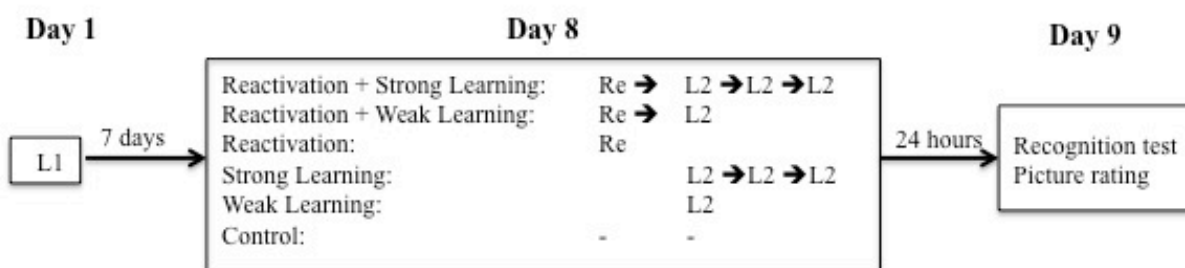 Day 1
Day 8
Day 9
L1
7 days
Reactivation + Strong Learning: Re ➔ L2 ➔ L2 ➔ L2
Reactivation + Weak Learning: Re ➔ L2
Reactivation: Re
Strong Learning: L2 ➔ L2 ➔ L2
Weak Learning: L2
Control: - -
24 hours
Recognition test
Picture rating